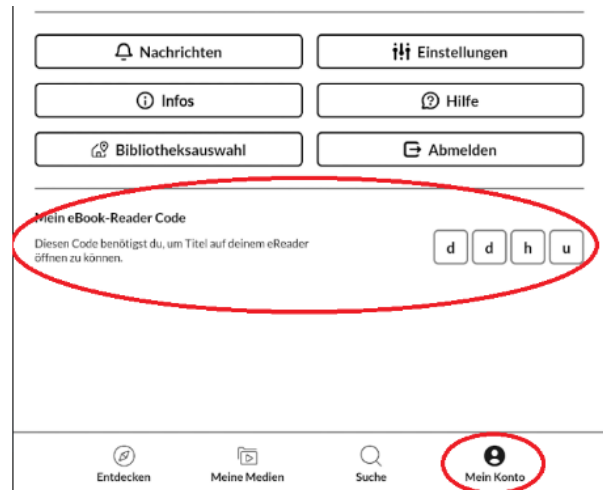 Nachrichten
Einstellungen
Infos
Hilfe
Bibliotheksauswahl
Abmelden
Mein eBook-Reader Code
Diesen Code benötigst du, um Titel auf deinem eReader
öffnen zu können.
d d h u
Entdecken
Meine Medien
Suche
Mein Konto